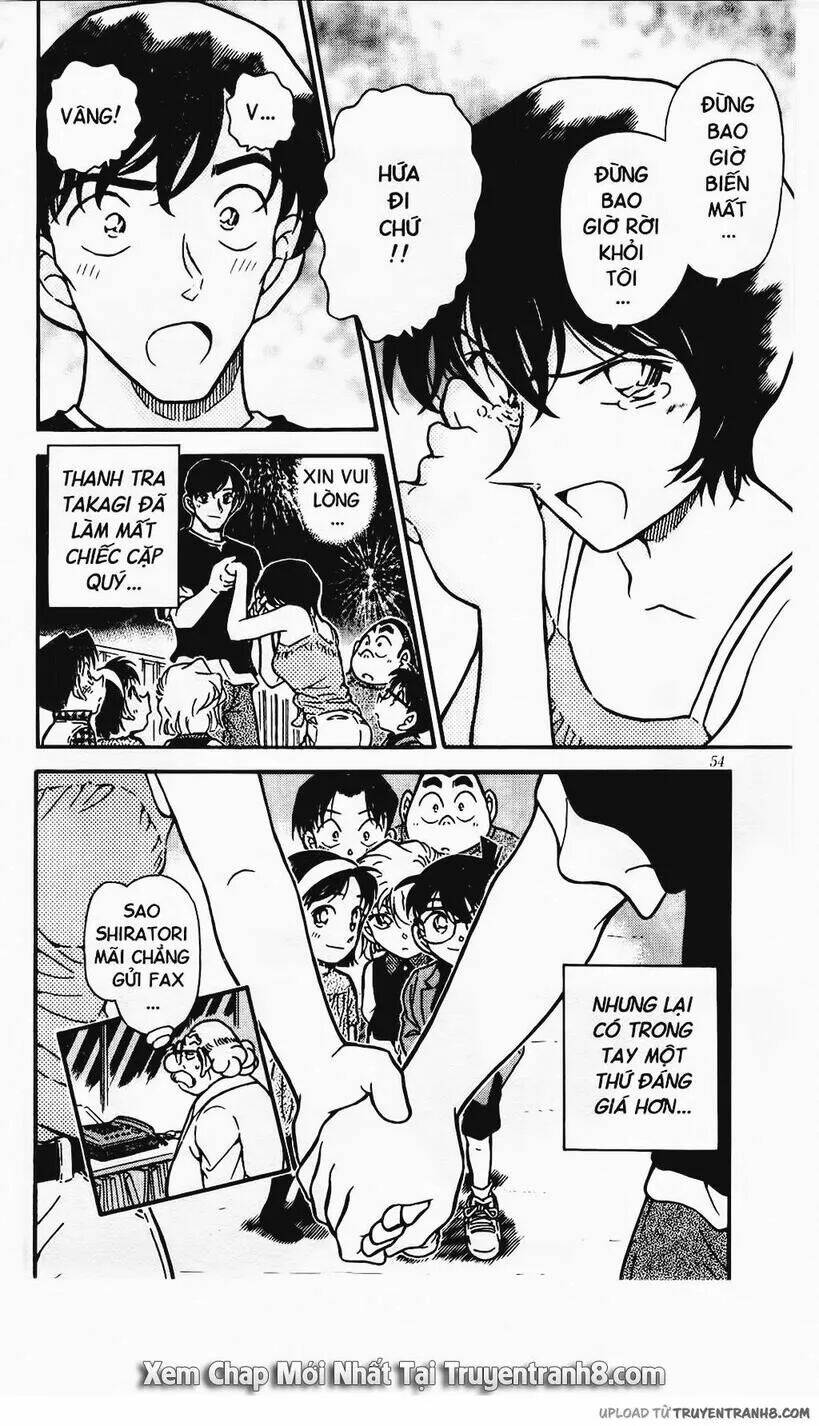 ĐỪNG
BAO
GIỜ
BIẾN
MẤT
...
ĐỪNG
BAO
GIỜ RỜI
KHỎI
TÔI
...
HỨA
ĐI
CHỨ
!!
V...
VÂNG!
THANH TRA
TAKAGI ĐÃ
LÀM MẤT
CHIẾC CẶP
QUÝ...
XIN VUI
LÒNG
...
54
SAO
SHIRATORI
MÃI CHẲNG
GỬI FAX
...
NHƯNG LẠI
CÓ TRONG
TAY MỘT
THỨ ĐÁNG
GIÁ HƠN...
Xem Chap Mới Nhất Tại Truyentranh8.com
UPLOAD TỪ TRUYENTRANH8.COM